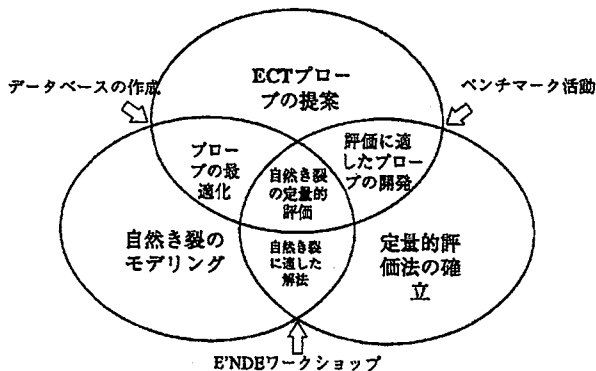 ECTプロー
ブの提案
データベースの作成
ベンチマーク活動
プローブの最
適化
評価に適
したプロー
ブの開発
自然き裂
の定量的
評価
自然き裂の
モデリング
自然き裂
に適した
解法
定量的評
価法の確
立
E'NDEワークショップ